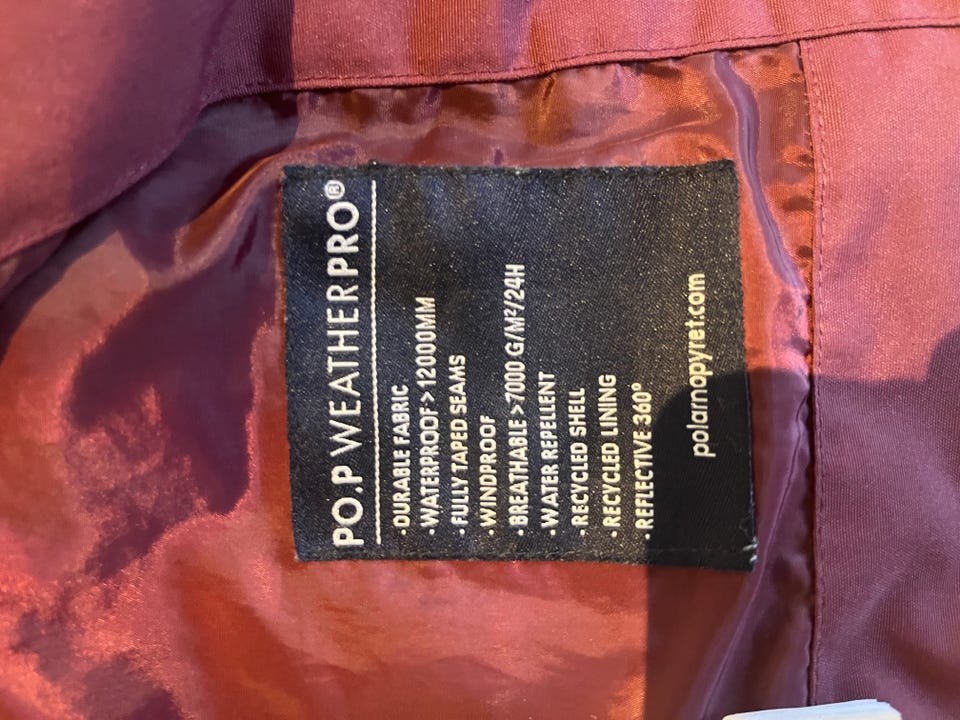 PO.P WEATHERPRO®
· DURABLE FABRIC
· WATERPROOF > 12000MM
· FULLY TAPED SEAMS
· WINDPROOF
· BREATHABLE >7000 G/M²/24H
· WATER REPELLENT
· RECYCLED SHELL
· RECYCLED LINING
· REFLECTIVE 360°
polarnopyret.com